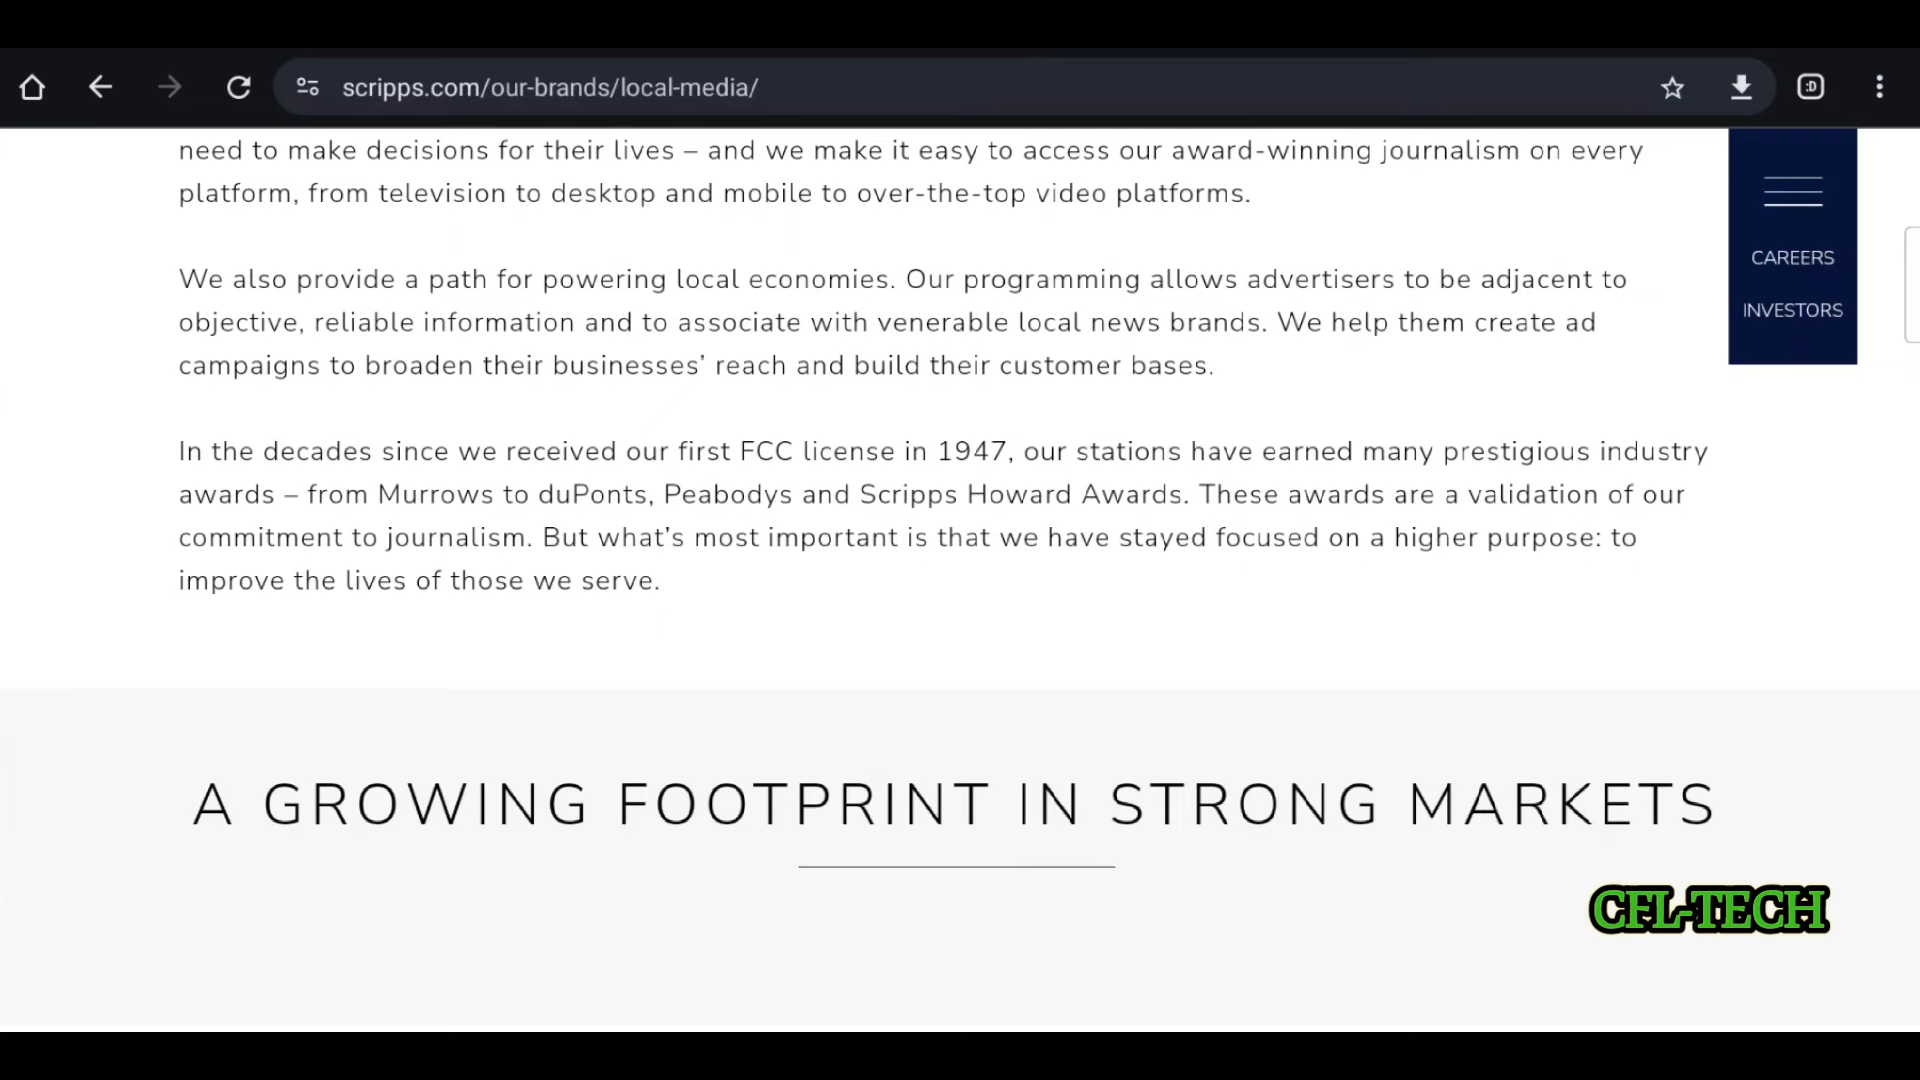 scripps.com/our-brands/local-media/
:D
need to make decisions for their lives – and we make it easy to access our award-winning journalism on every
platform, from television to desktop and mobile to over-the-top video platforms.
CAREERS
INVESTORS
We also provide a path for powering local economies. Our programming allows advertisers to be adjacent to
objective, reliable information and to associate with venerable local news brands. We help them create ad
campaigns to broaden their businesses’ reach and build their customer bases.
In the decades since we received our first FCC license in 1947, our stations have earned many prestigious industry
awards – from Murrows to duPonts, Peabodys and Scripps Howard Awards. These awards are a validation of our
commitment to journalism. But what’s most important is that we have stayed focused on a higher purpose: to
improve the lives of those we serve.
A GROWING FOOTPRINT IN STRONG MARKETS
CFL-TECH